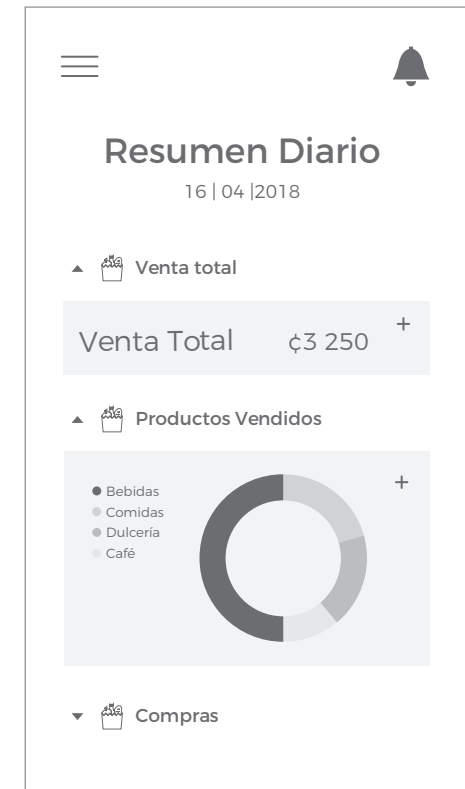 Resumen Diario
16 | 04 |2018
Venta total
Venta Total ¢3 250 +
Productos Vendidos
+
Bebidas
Comidas
Dulcería
Café
Compras